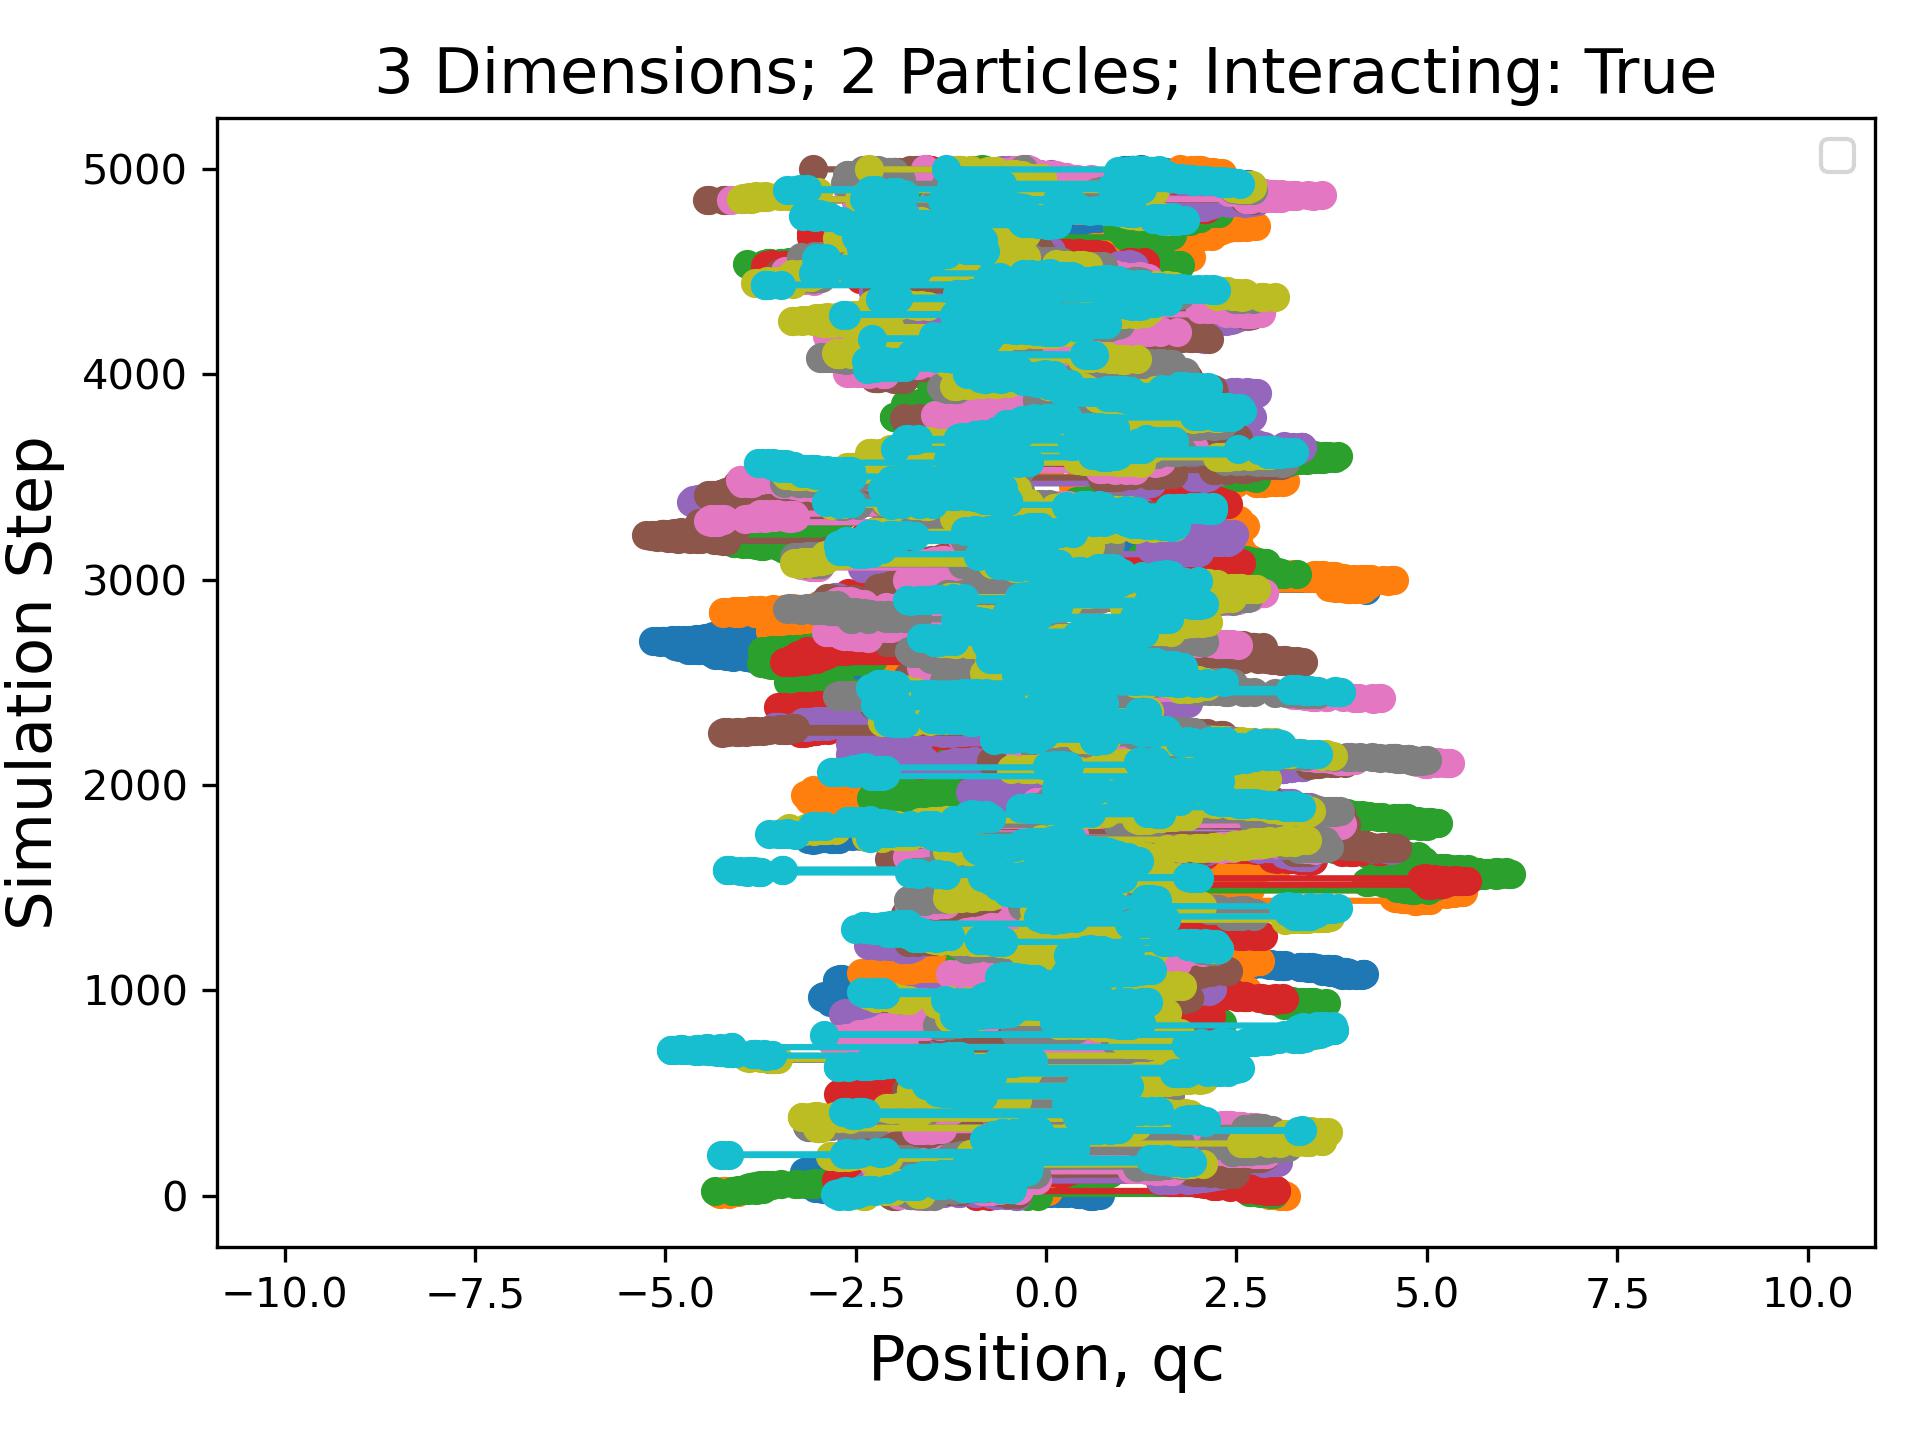 3 Dimensions; 2 Particles; Interacting: True
5000
4000
3000
2000
1000
0
Simulation Step
−10.0 −7.5 −5.0 −2.5 0.0 2.5 5.0 7.5 10.0
Position, qc